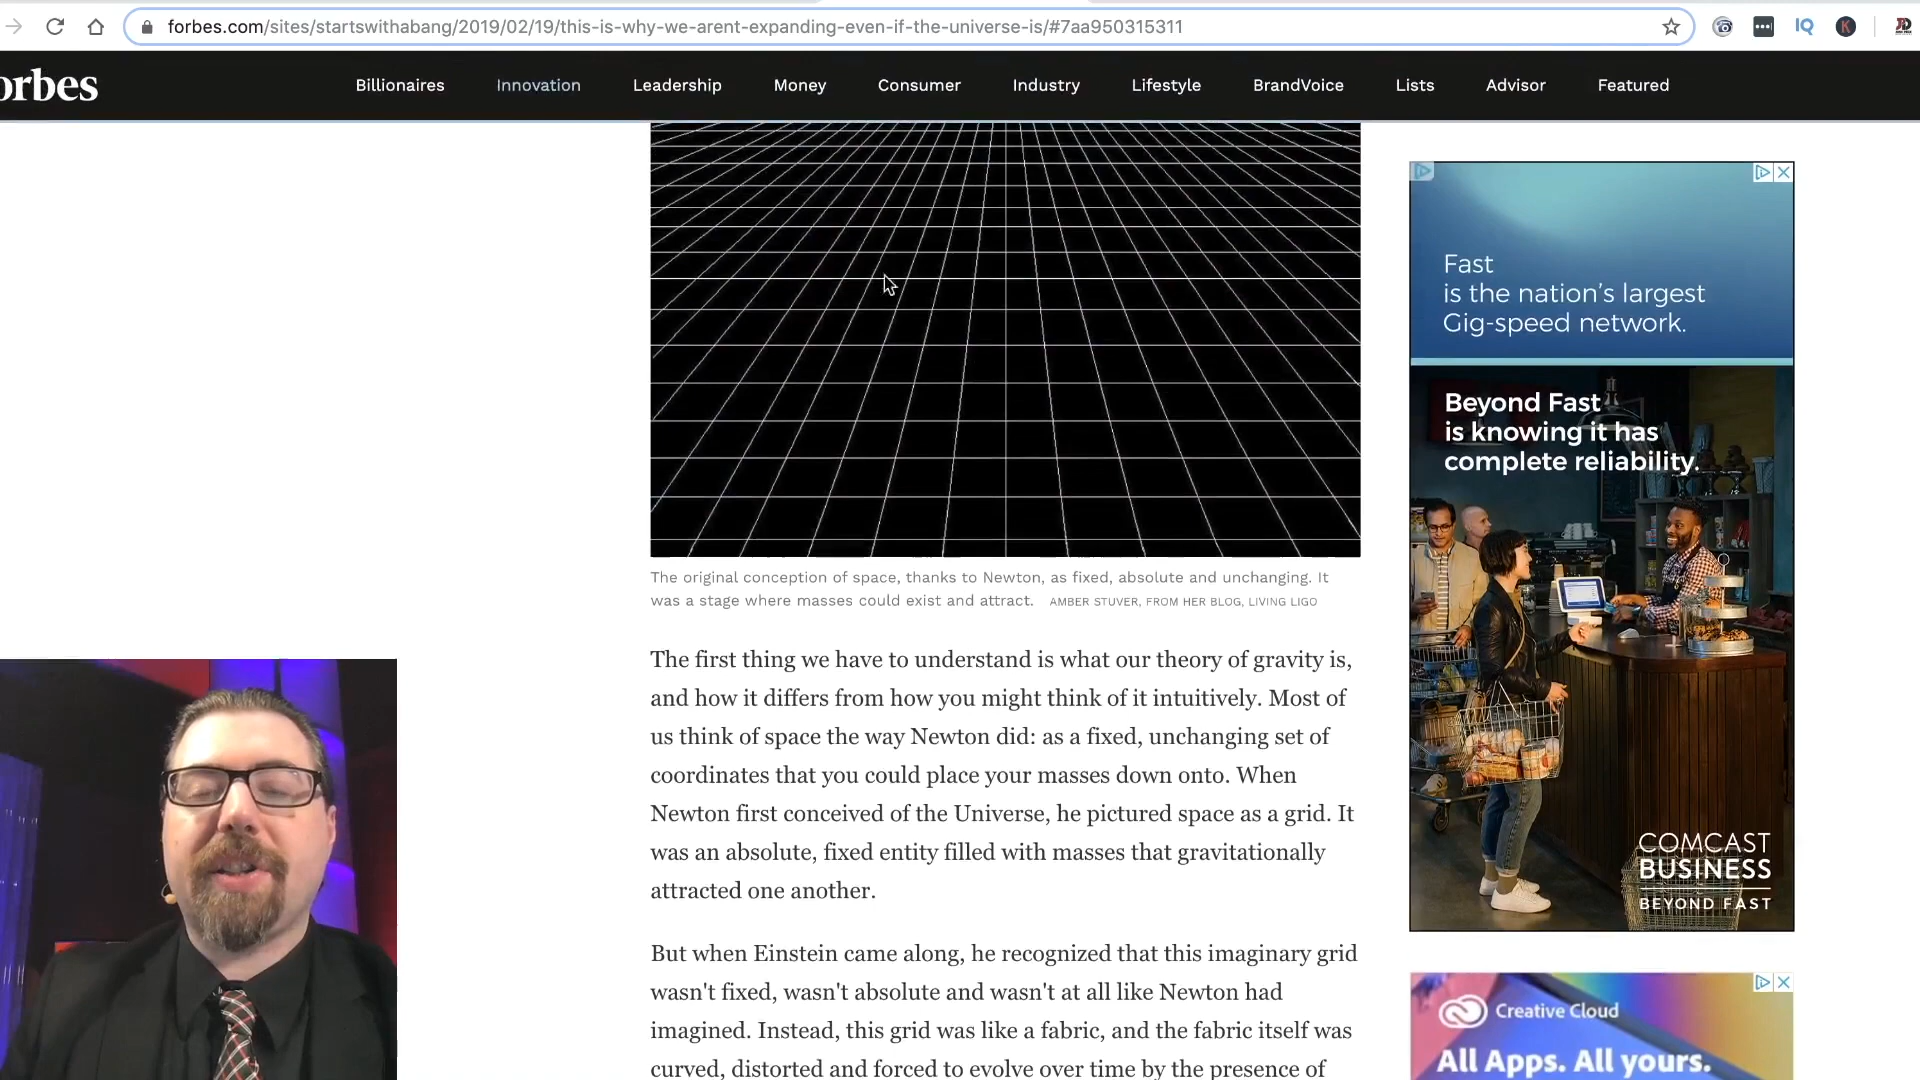 forbes.com/sites/startswithabang/2019/02/19/this-is-why-we-arent-expanding-even-if-the-universe-is/#7aa950315311
IQ
K
orbes
Billionaires
Innovation
Leadership
Money
Consumer
Industry
Lifestyle
BrandVoice
Lists
Advisor
Featured
The original conception of space, thanks to Newton, as fixed, absolute and unchanging. It
was a stage where masses could exist and attract. AMBER STUVER, FROM HER BLOG, LIVING LIGO
The first thing we have to understand is what our theory of gravity is,
and how it differs from how you might think of it intuitively. Most of
us think of space the way Newton did: as a fixed, unchanging set of
coordinates that you could place your masses down onto. When
Newton first conceived of the Universe, he pictured space as a grid. It
was an absolute, fixed entity filled with masses that gravitationally
attracted one another.
But when Einstein came along, he recognized that this imaginary grid
wasn't fixed, wasn't absolute and wasn't at all like Newton had
imagined. Instead, this grid was like a fabric, and the fabric itself was
curved, distorted and forced to evolve over time by the presence of
Fast
is the nation's largest
Gig-speed network.
Beyond Fast
is knowing it has
complete reliability.
COMCAST
BUSINESS
BEYOND FAST
Creative Cloud
All Apps. All yours.